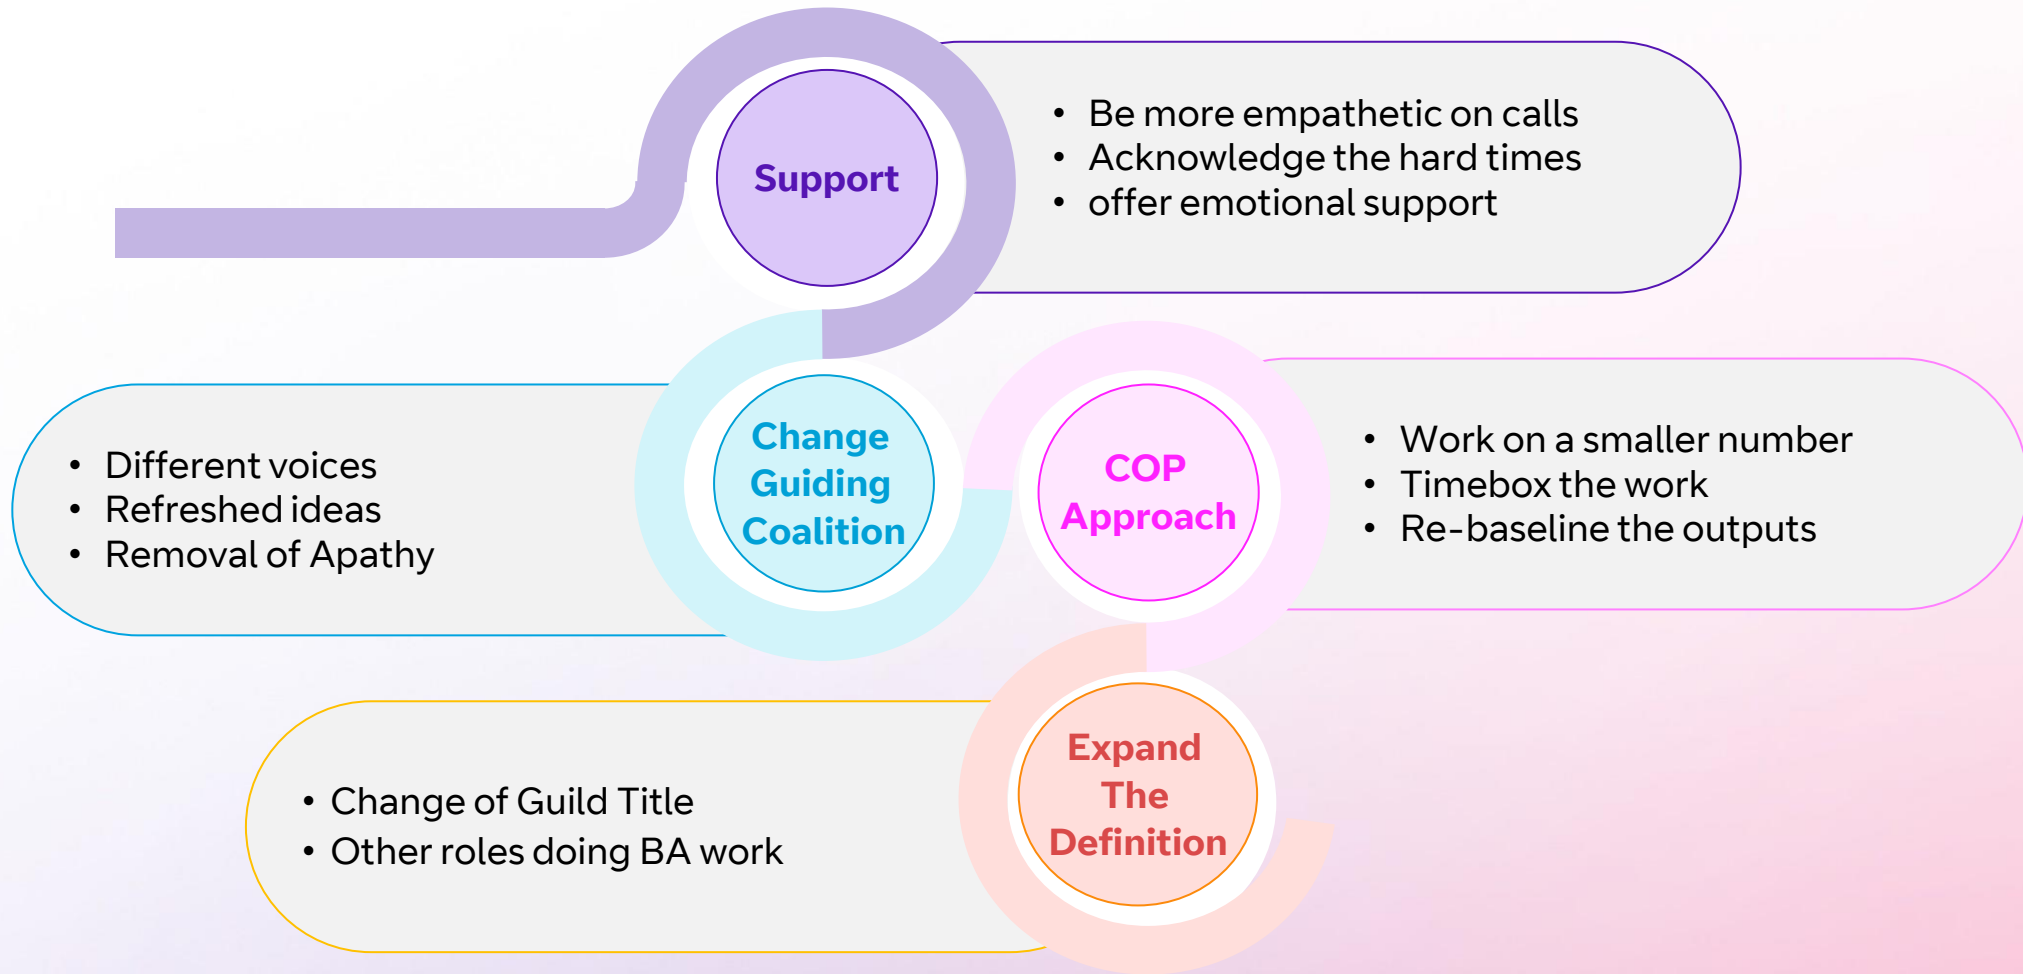 Support
• Be more empathetic on calls
• Acknowledge the hard times
• offer emotional support
Change
Guiding
Coalition
• Different voices
• Refreshed ideas
• Removal of Apathy
COP
Approach
• Work on a smaller number
• Timebox the work
• Re-baseline the outputs
Expand
The
Definition
• Change of Guild Title
• Other roles doing BA work